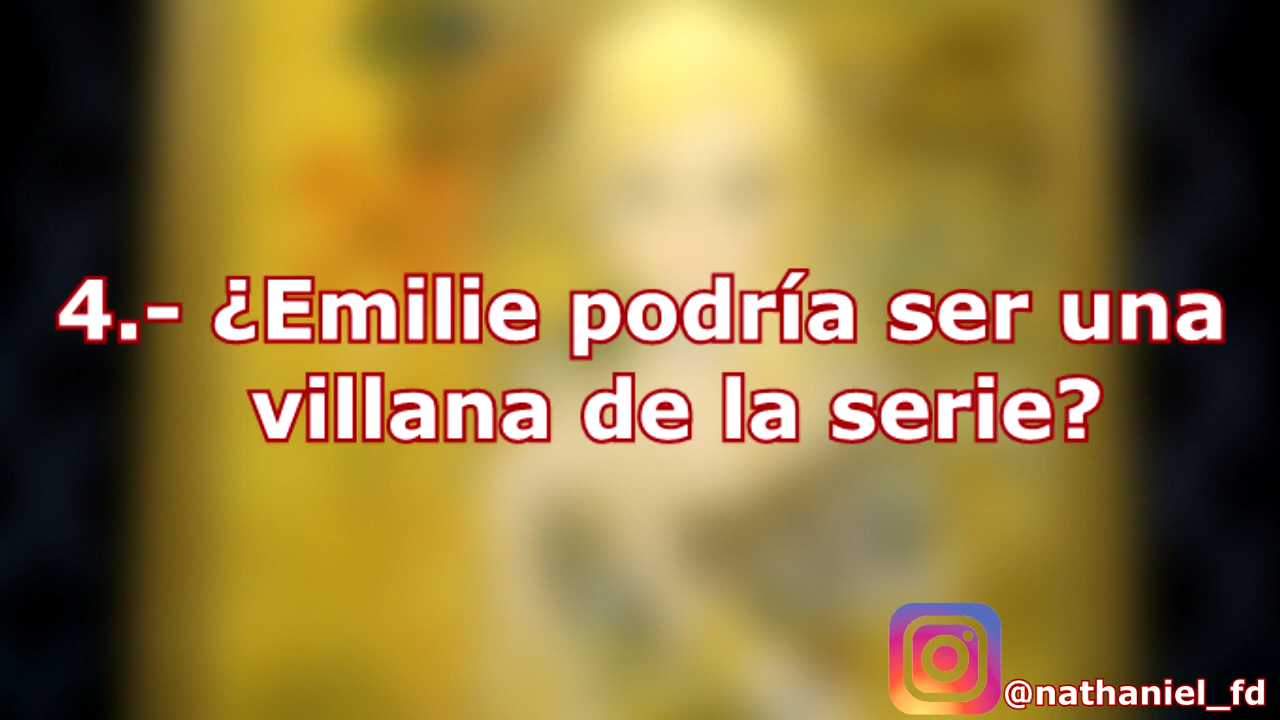 4.- ¿Emilie podría ser una
villana de la serie?
@nathaniel_fd